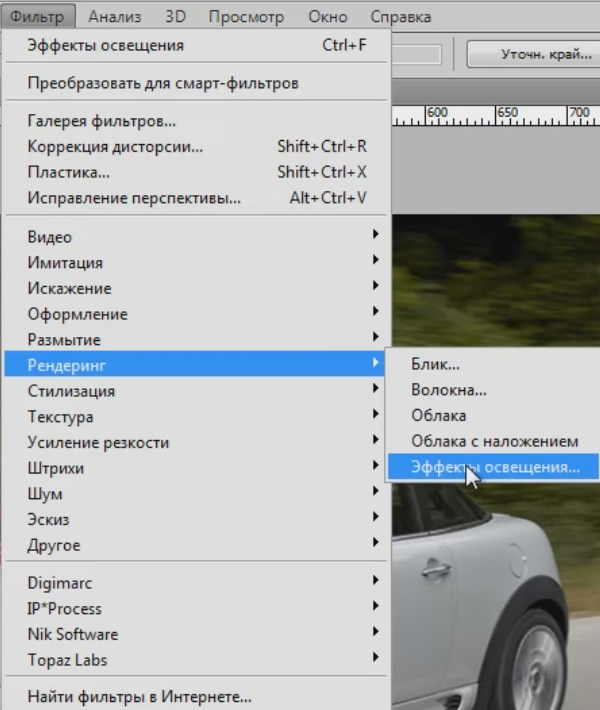 Фильтр Анализ 3D Просмотр Окно Справка
Эффекты освещения Ctrl+F
Уточн. край...
Преобразовать для смарт-фильтров
600 650 700
Галерея фильтров...
Коррекция дисторсии... Shift+Ctrl+R
Пластика... Shift+Ctrl+X
Исправление перспективы... Alt+Ctrl+V
Видео
Имитация
Искажение
Оформление
Размытие
Рендеринг
Блик...
Стилизация
Волокна...
Текстура
Облака
Усиление резкости
Облака с наложением
Штрихи
Эффекты освещения...
Шум
Эскиз
Другое
Digimarc
IP*Process
Nik Software
Topaz Labs
Найти фильтры в Интернете...